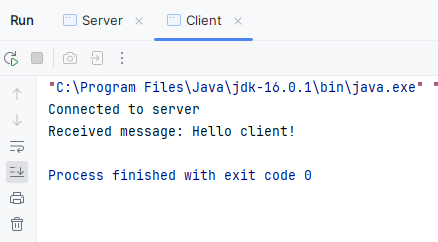 Run Server Client
"C:\Program Files\Java\jdk-16.0.1\bin\java.exe" "
Connected to server
Received message: Hello client!
Process finished with exit code 0